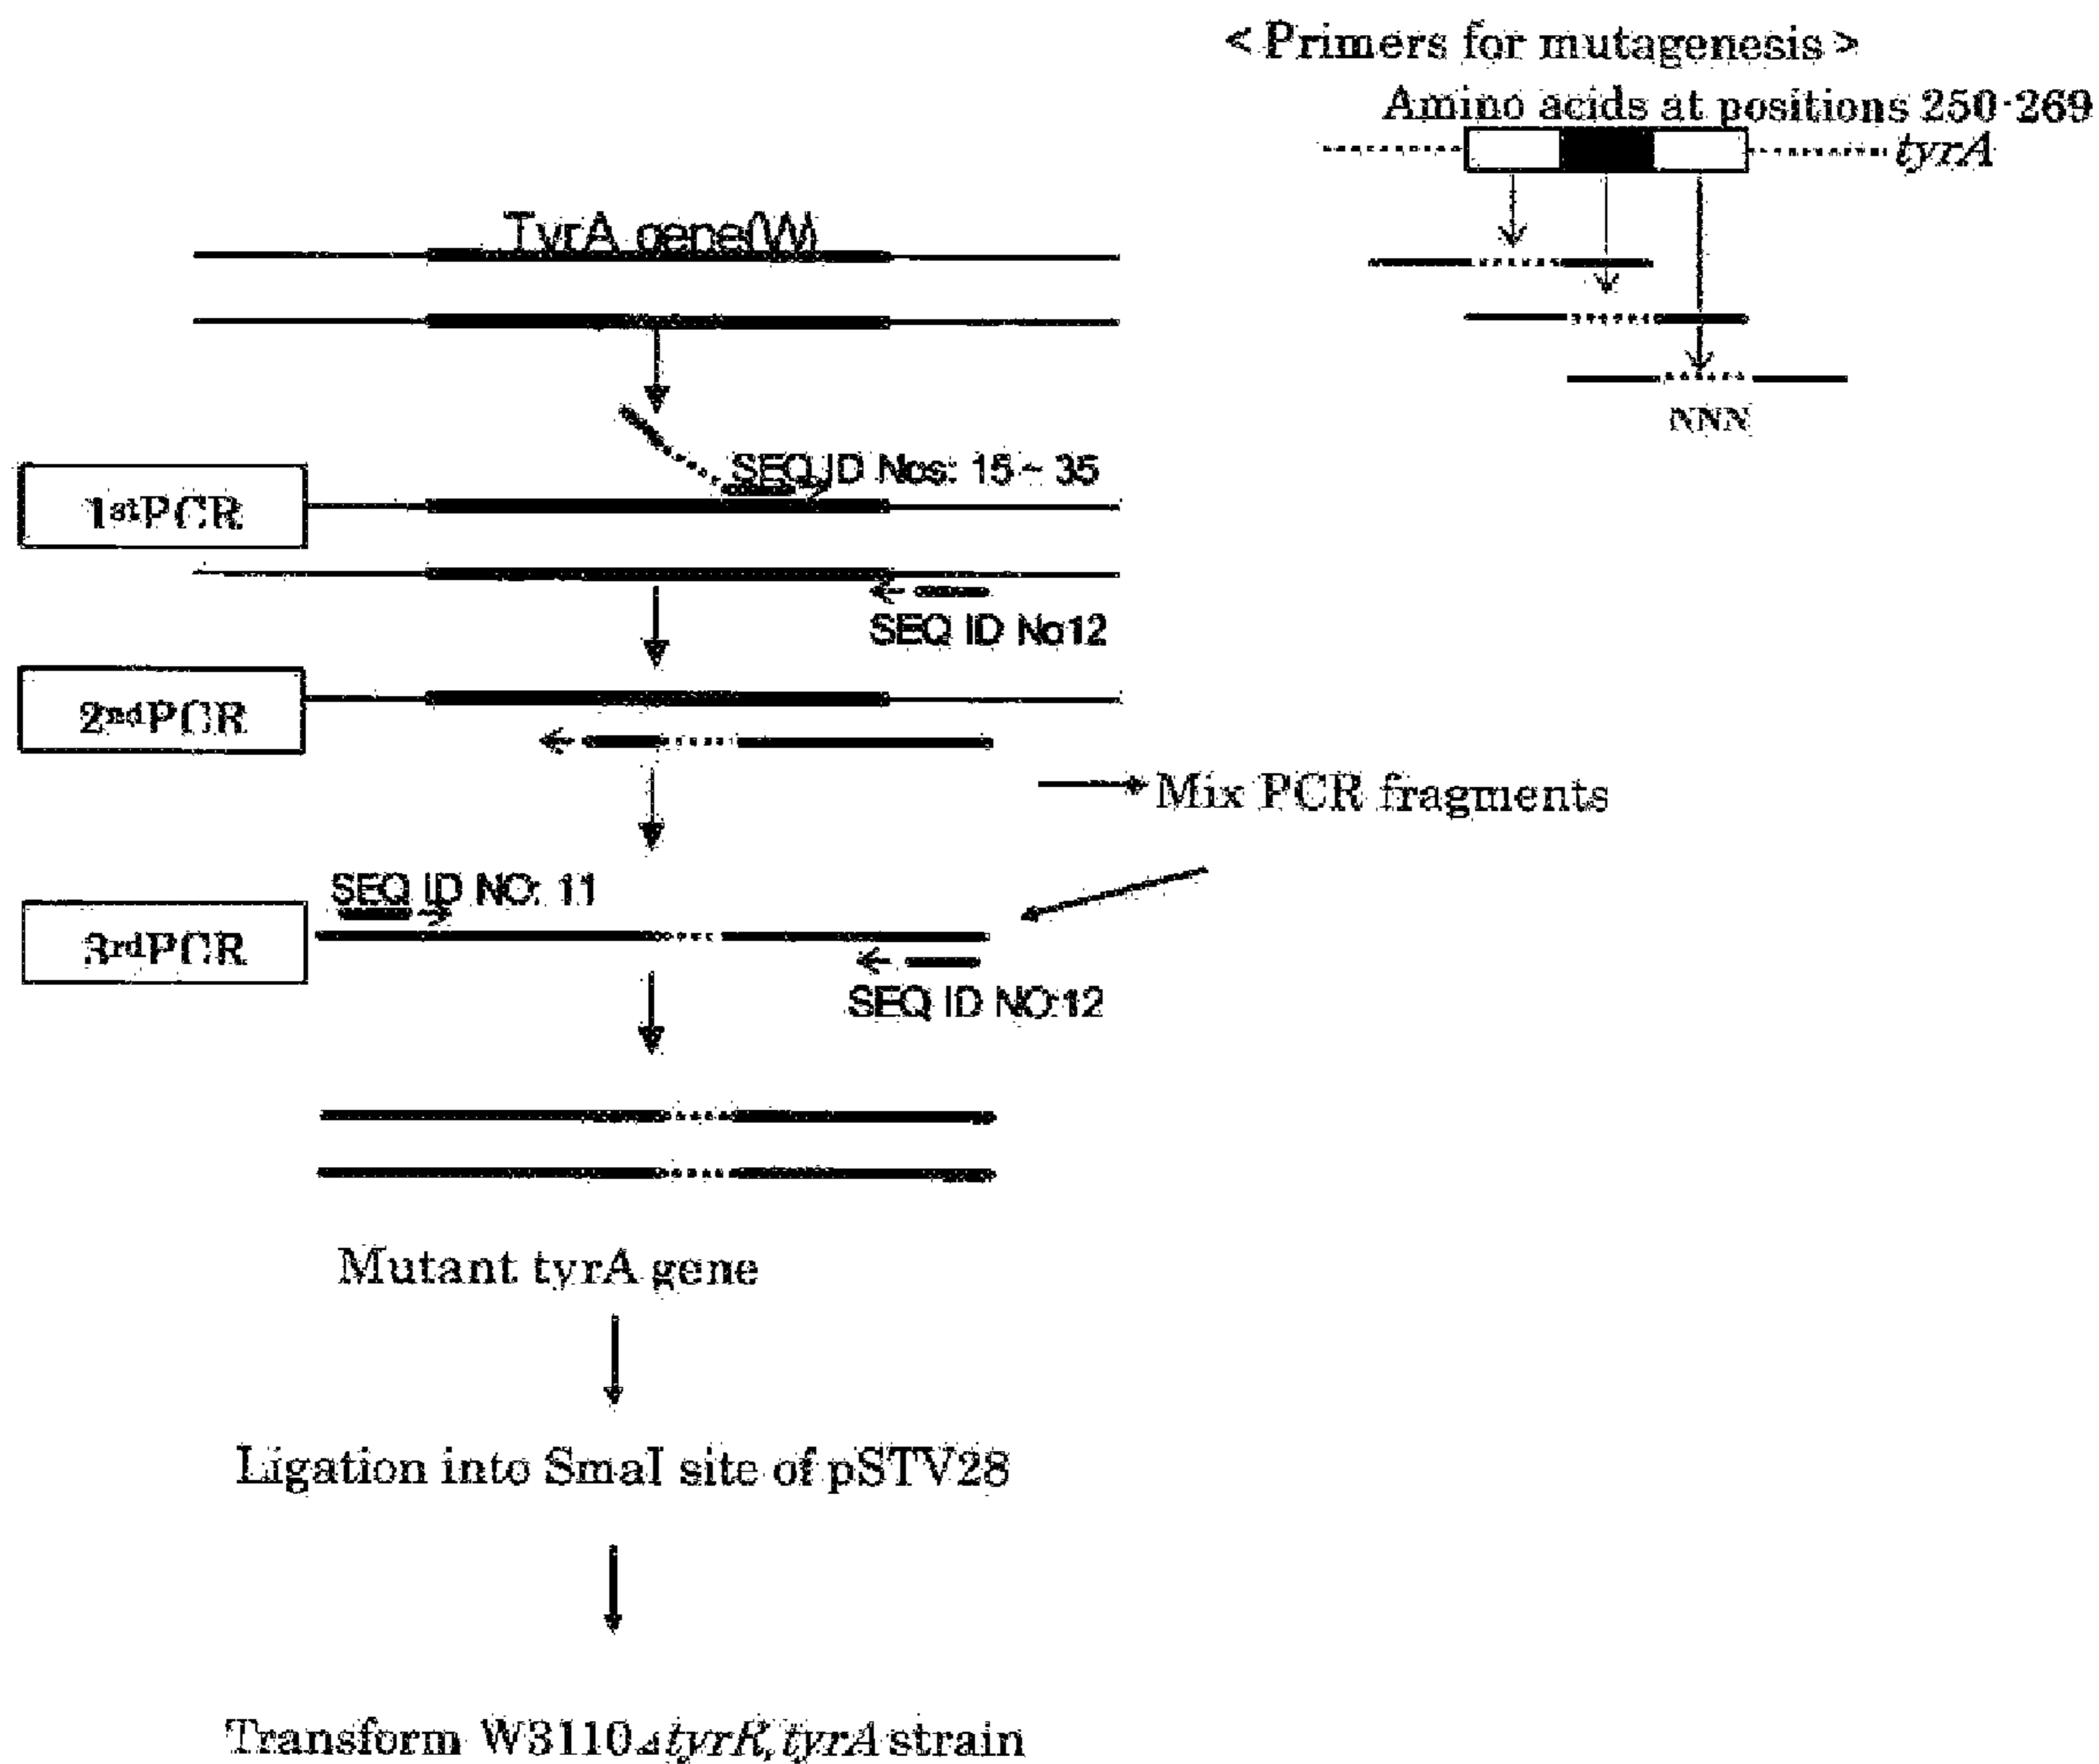 < Primers for mutagenesis >
Amino acids at positions 250-269
tyrA
TyrA gene(W)
NNN
SEQ ID Nos: 15 ~ 35
1stPCR
SEQ ID No12
2ndPCR
Mix PCR fragments
SEQ ID NO: 11
3rdPCR
SEQ ID NO:12
Mutant tyrA gene
Ligation into SmaI site of pSTV28
Transform W3110⊿tyrR, tyrA strain